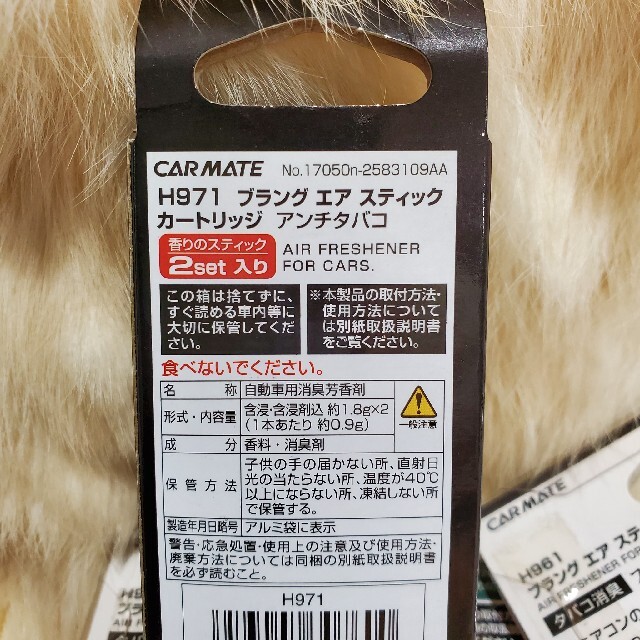 CARMATE No.17050n-2583109AA
H971 ブラング エア スティック
カートリッジ アンチタバコ
香りのスティック
2set 入り
AIR FRESHENER
FOR CARS.
この箱は捨てずに、
すぐ読める車内等に
大切に保管してくだ
さい。
※本製品の取付方法・
使用方法について
は別紙取扱説明書
をご覧ください。
食べないでください。
名 称 自動車用消臭芳香剤
形式・内容量 含浸・含浸剤込 約1.8g×2
(1本あたり 約0.9g)
一般注意
成 分 香料・消臭剤
保管方法 子供の手の届かない所、直射日
光の当たらない所、温度が40℃
以上にならない所、凍結しない所
で保管する。
製造年月日略号 アルミ袋に表示
警告・応急処置・使用上の注意及び使用方法・
廃棄方法については同梱の別紙取扱説明書
を必ず読むこと。
H971
CARMATE
H961
ブラング エア ステ
AIR FRESHENER FOR
タバコ消臭